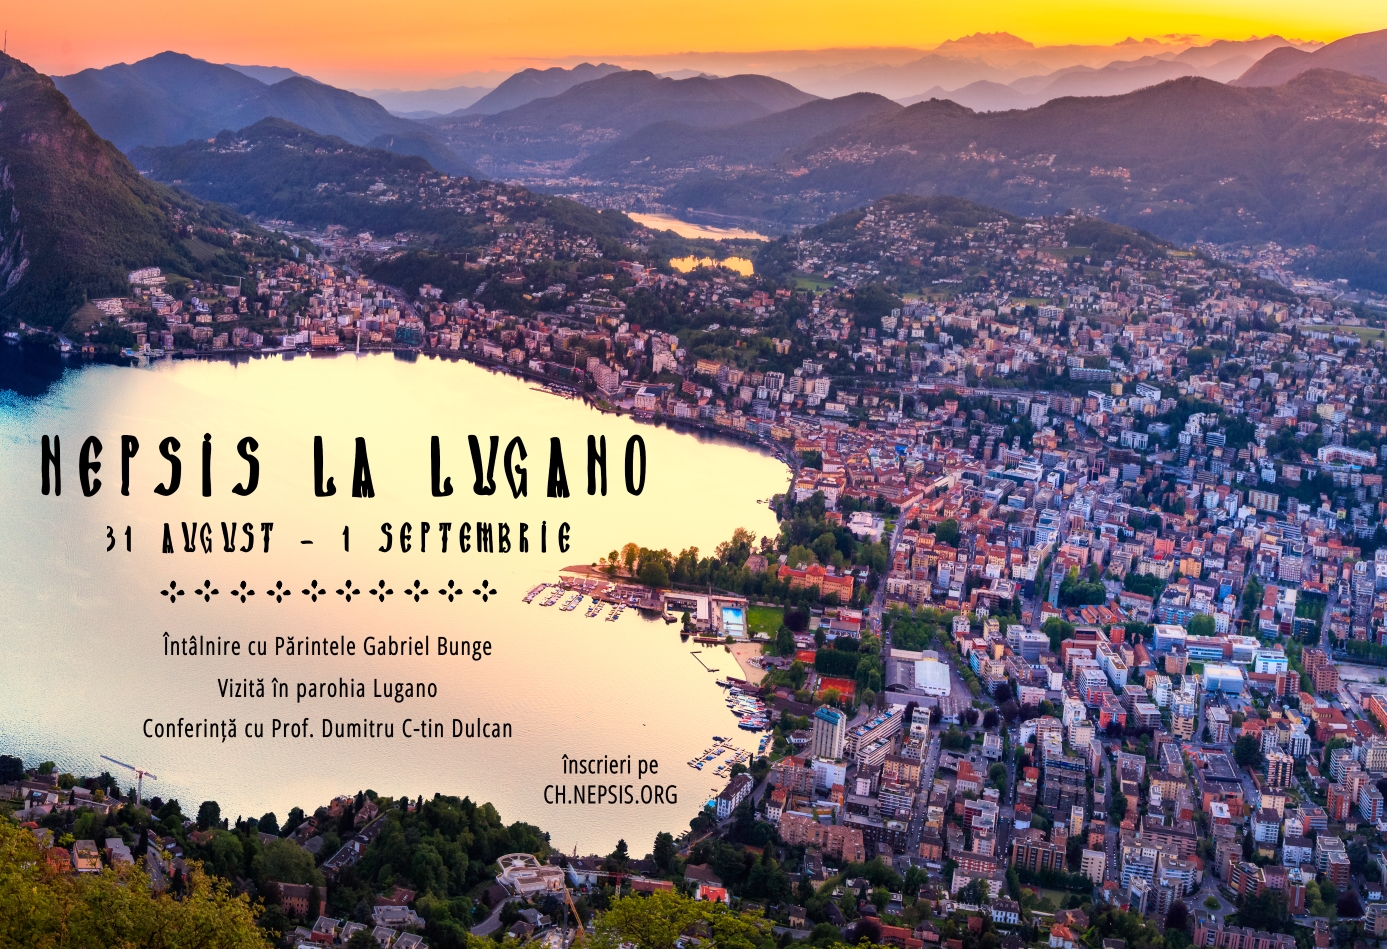 NEPSIS LA LUGANO
31 AUGUST - 1 SEPTEMBRIE
Întâlnire cu Părintele Gabriel Bunge
Vizită în parohia Lugano
Conferință cu Prof. Dumitru C-tin Dulcan
înscrieri pe
CH.NEPSIS.ORG